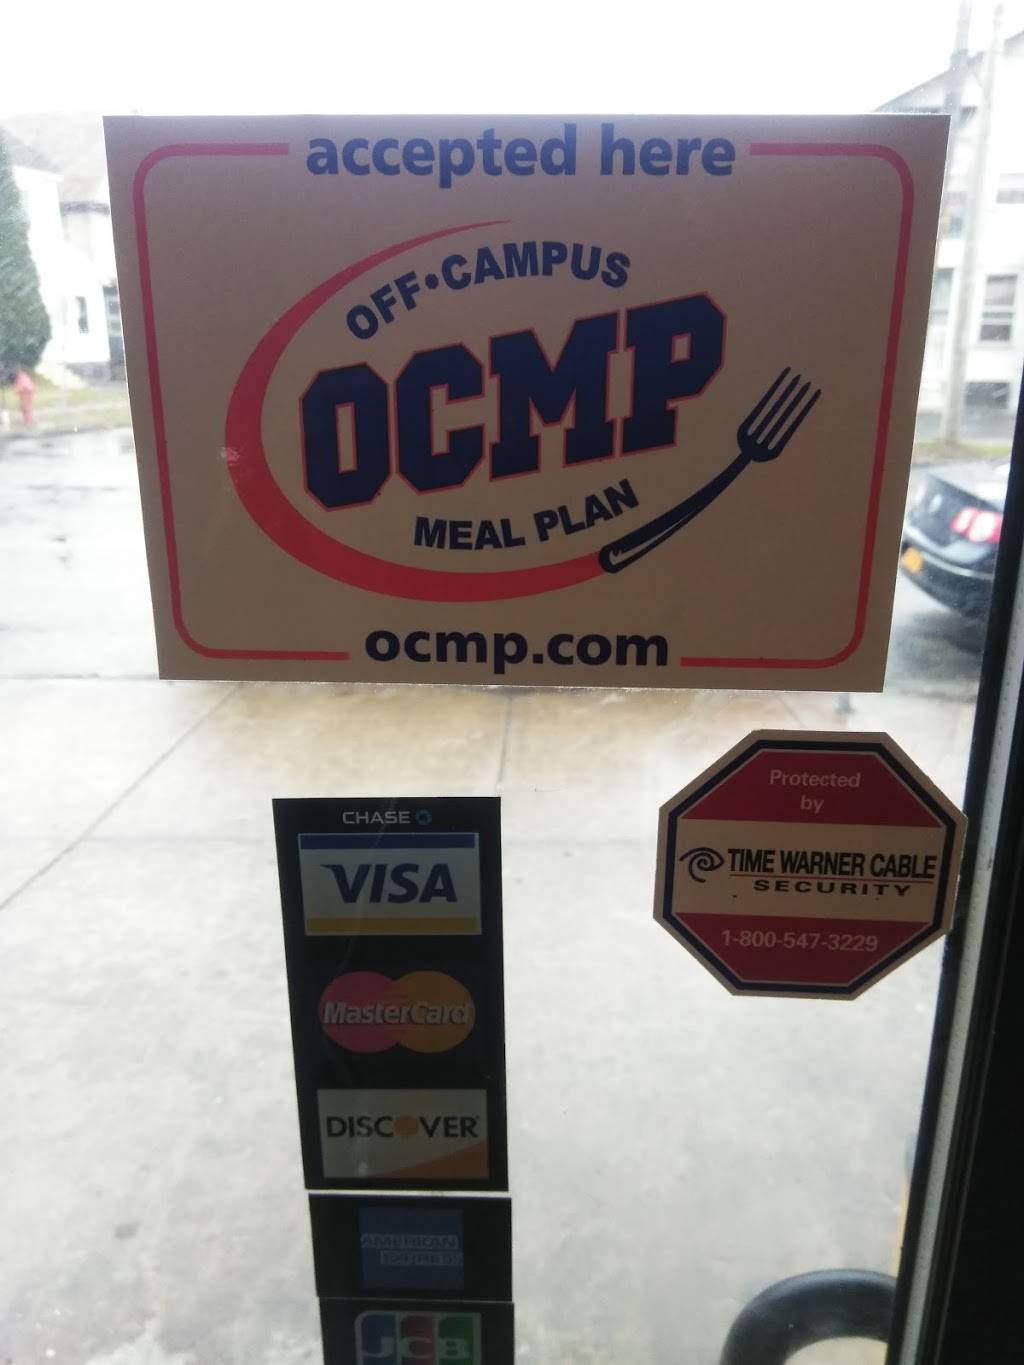 accepted here
OFF•CAMPUS
OCMP
MEAL PLAN
ocmp.com
Protected
by
TIME WARNER CABLE
SECURITY
1-800-547-3229
CHASE
VISA
MasterCard
DISCOVER
AMERICAN
EXPRESS
JCB